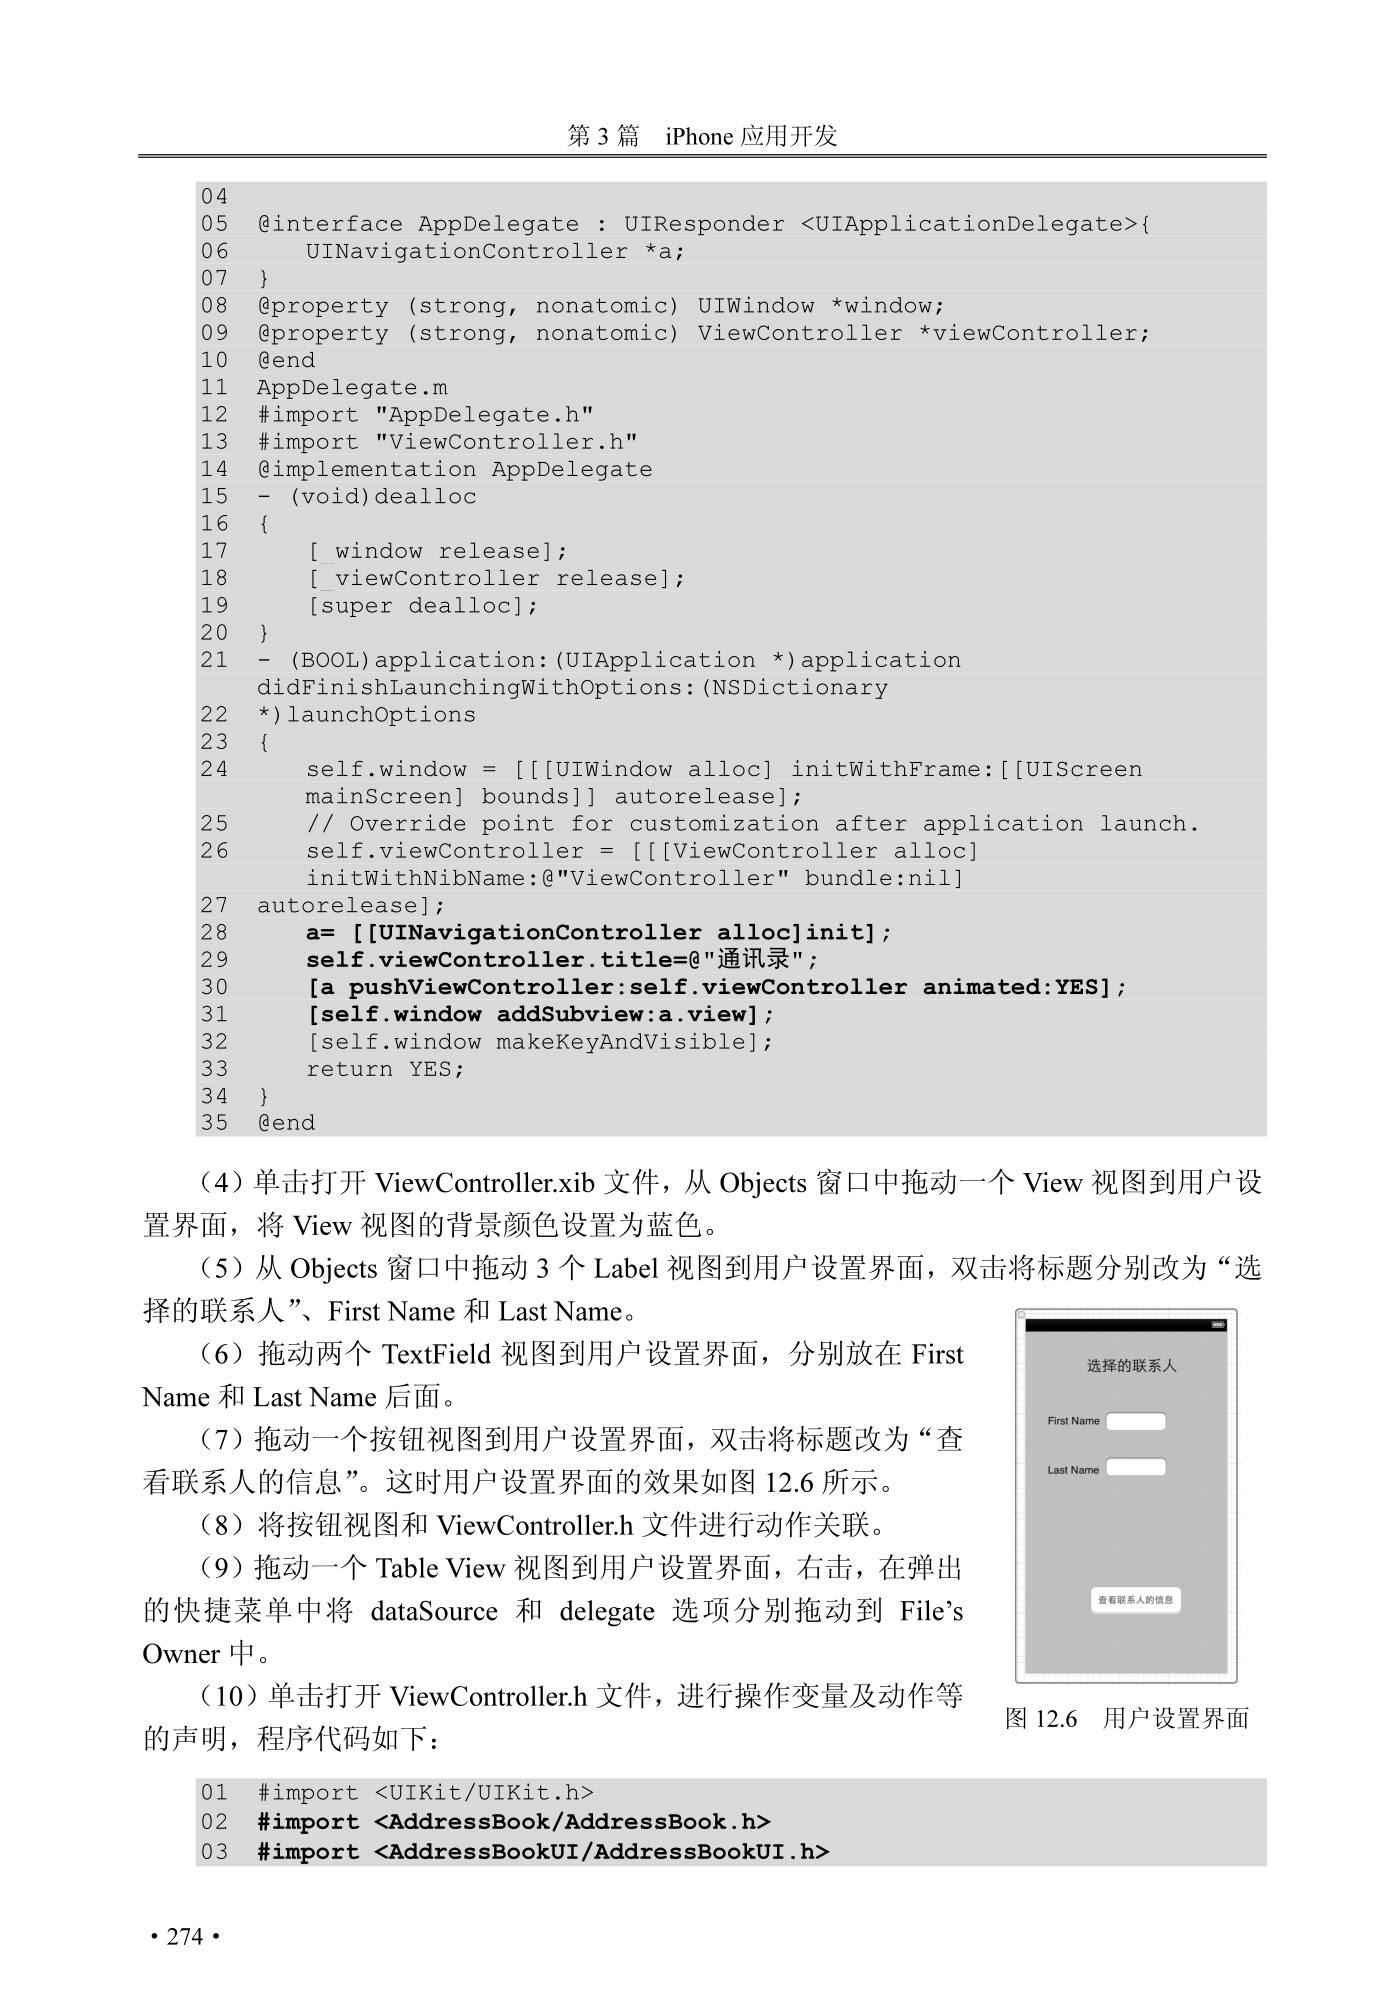 第 3 篇　iPhone 应用开发
04
05 @interface AppDelegate : UIResponder <UIApplicationDelegate>{
06    UINavigationController *a;
07 }
08 @property (strong, nonatomic) UIWindow *window;
09 @property (strong, nonatomic) ViewController *viewController;
10 @end
11 AppDelegate.m
12 #import "AppDelegate.h"
13 #import "ViewController.h"
14 @implementation AppDelegate
15 - (void)dealloc
16 {
17    [_window release];
18    [_viewController release];
19    [super dealloc];
20 }
21 - (BOOL)application:(UIApplication *)application
didFinishLaunchingWithOptions:(NSDictionary
22 *)launchOptions
23 {
24    self.window = [[[UIWindow alloc] initWithFrame:[[UIScreen
mainScreen] bounds]] autorelease];
25    // Override point for customization after application launch.
26    self.viewController = [[[ViewController alloc]
initWithNibName:@"ViewController" bundle:nil]
27 autorelease];
28    a= [[UINavigationController alloc]init];
29    self.viewController.title=@"通讯录";
30    [a pushViewController:self.viewController animated:YES];
31    [self.window addSubview:a.view];
32    [self.window makeKeyAndVisible];
33    return YES;
34 }
35 @end
（4）单击打开 ViewController.xib 文件，从 Objects 窗口中拖动一个 View 视图到用户设
置界面，将 View 视图的背景颜色设置为蓝色。
（5）从 Objects 窗口中拖动 3 个 Label 视图到用户设置界面，双击将标题分别改为“选
择的联系人”、First Name 和 Last Name。
（6）拖动两个 TextField 视图到用户设置界面，分别放在 First
Name 和 Last Name 后面。
（7）拖动一个按钮视图到用户设置界面，双击将标题改为“查
看联系人的信息”。这时用户设置界面的效果如图 12.6 所示。
（8）将按钮视图和 ViewController.h 文件进行动作关联。
（9）拖动一个 Table View 视图到用户设置界面，右击，在弹出
的快捷菜单中将 dataSource 和 delegate 选项分别拖动到 File’s
Owner 中。
（10）单击打开 ViewController.h 文件，进行操作变量及动作等
的声明，程序代码如下：
选择的联系人
First Name
Last Name
查看联系人的信息
图 12.6　用户设置界面
01 #import <UIKit/UIKit.h>
02 #import <AddressBook/AddressBook.h>
03 #import <AddressBookUI/AddressBookUI.h>
·274·